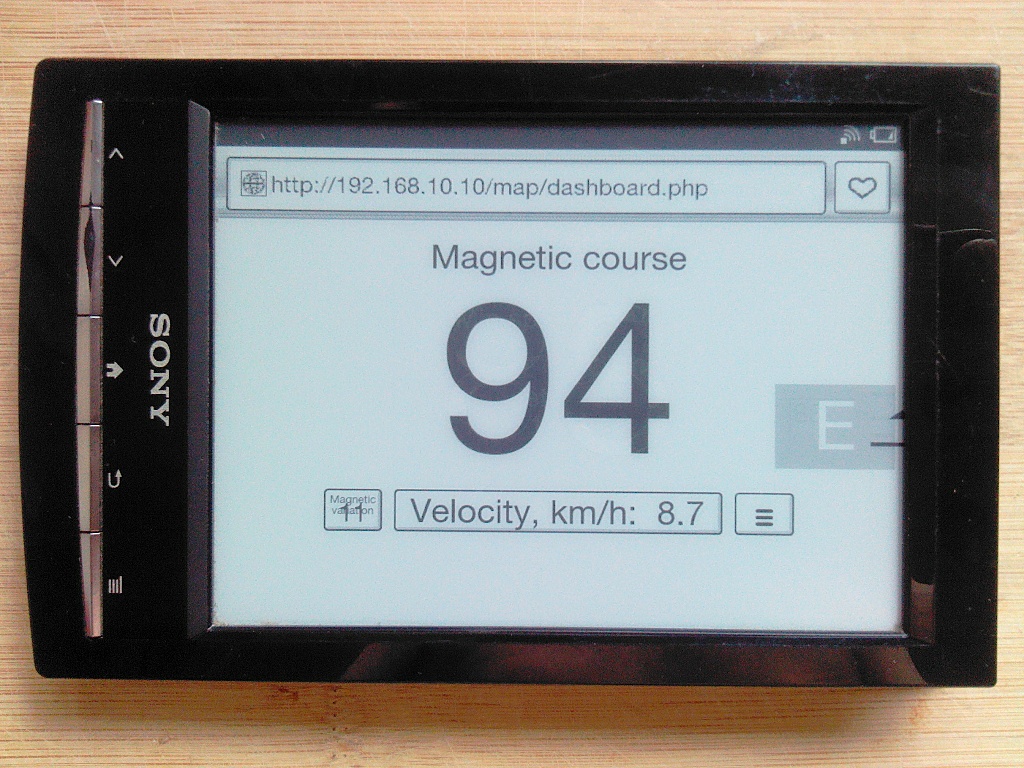 SONY
http://192.168.10.10/map/dashboard.php
Magnetic course
94
E
Magnetic
variation
11
Velocity, km/h: 8.7